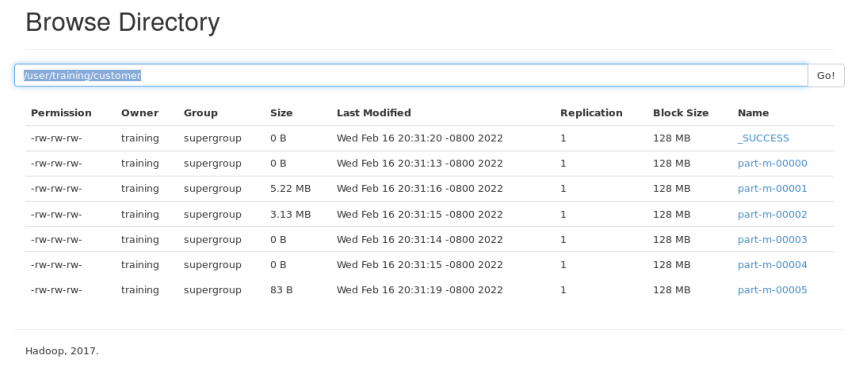 Browse Directory
/user/training/customer Go!
Permission Owner Group Size Last Modified Replication Block Size Name
-rw-rw-rw- training supergroup 0 B Wed Feb 16 20:31:20 -0800 2022 1 128 MB _SUCCESS
-rw-rw-rw- training supergroup 0 B Wed Feb 16 20:31:13 -0800 2022 1 128 MB part-m-00000
-rw-rw-rw- training supergroup 5.22 MB Wed Feb 16 20:31:16 -0800 2022 1 128 MB part-m-00001
-rw-rw-rw- training supergroup 3.13 MB Wed Feb 16 20:31:15 -0800 2022 1 128 MB part-m-00002
-rw-rw-rw- training supergroup 0 B Wed Feb 16 20:31:14 -0800 2022 1 128 MB part-m-00003
-rw-rw-rw- training supergroup 0 B Wed Feb 16 20:31:15 -0800 2022 1 128 MB part-m-00004
-rw-rw-rw- training supergroup 83 B Wed Feb 16 20:31:19 -0800 2022 1 128 MB part-m-00005
Hadoop, 2017.